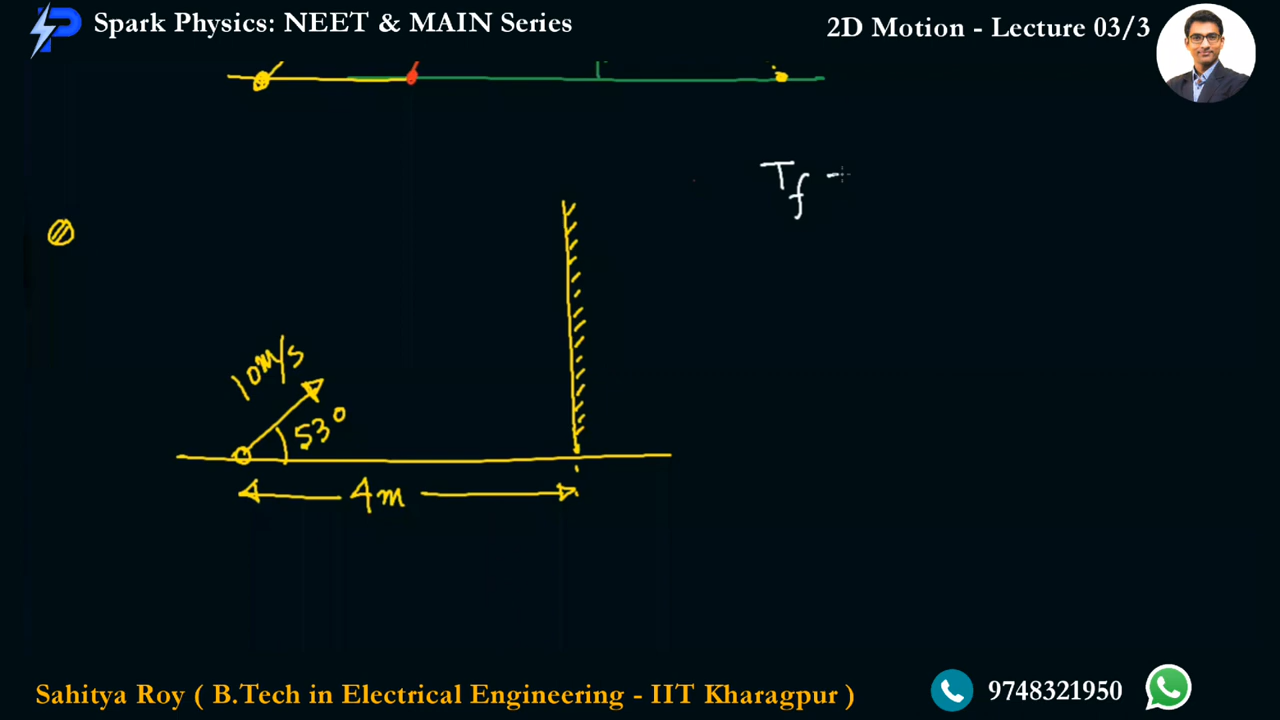 Spark Physics: NEET & MAIN Series
2D Motion - Lecture 03/3
Tf -
10m/s
53°
4m
Sahitya Roy ( B.Tech in Electrical Engineering - IIT Kharagpur )
9748321950